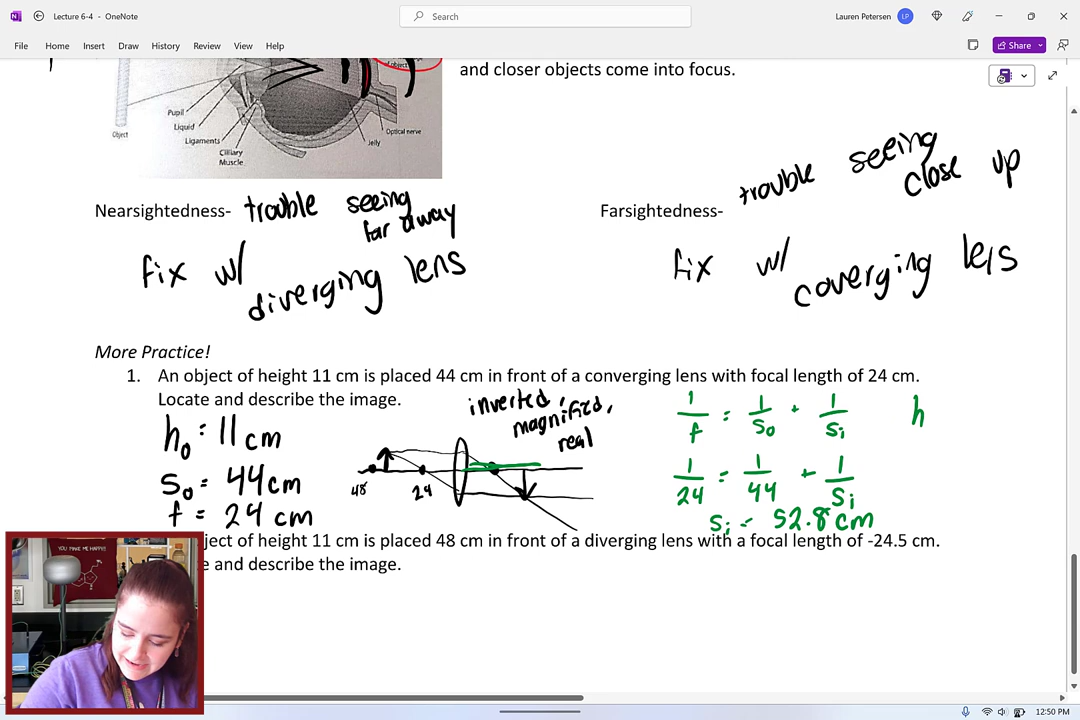 Lecture 6-4 - OneNote
Search
Lauren Petersen
LP
File Home Insert Draw History Review View Help
Share
and closer objects come into focus.
Object
Pupil
Liquid
Ligaments
Cilliary
Muscle
Jelly
Optical nerve
Nearsightedness- trouble seeing
far away
fix w/
diverging lens
Farsightedness- trouble seeing
close up
fix w/
coverging lens
More Practice!
1. An object of height 11 cm is placed 44 cm in front of a converging lens with focal length of 24 cm.
Locate and describe the image.
h₀ = 11 cm
s₀ = 44 cm
f = 24 cm
48 24
inverted,
magnified,
real
1/f = 1/s₀ + 1/sᵢ
h
1/24 = 1/44 + 1/sᵢ
sᵢ = 52.8 cm
ject of height 11 cm is placed 48 cm in front of a diverging lens with a focal length of -24.5 cm.
e and describe the image.
YOU MAKE ME HAPPY
12:50 PM